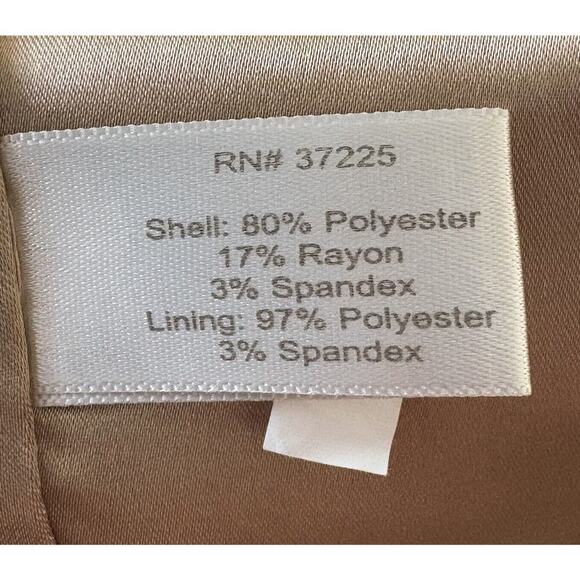 RN# 37225
Shell: 80% Polyester
17% Rayon
3% Spandex
Lining: 97% Polyester
3% Spandex